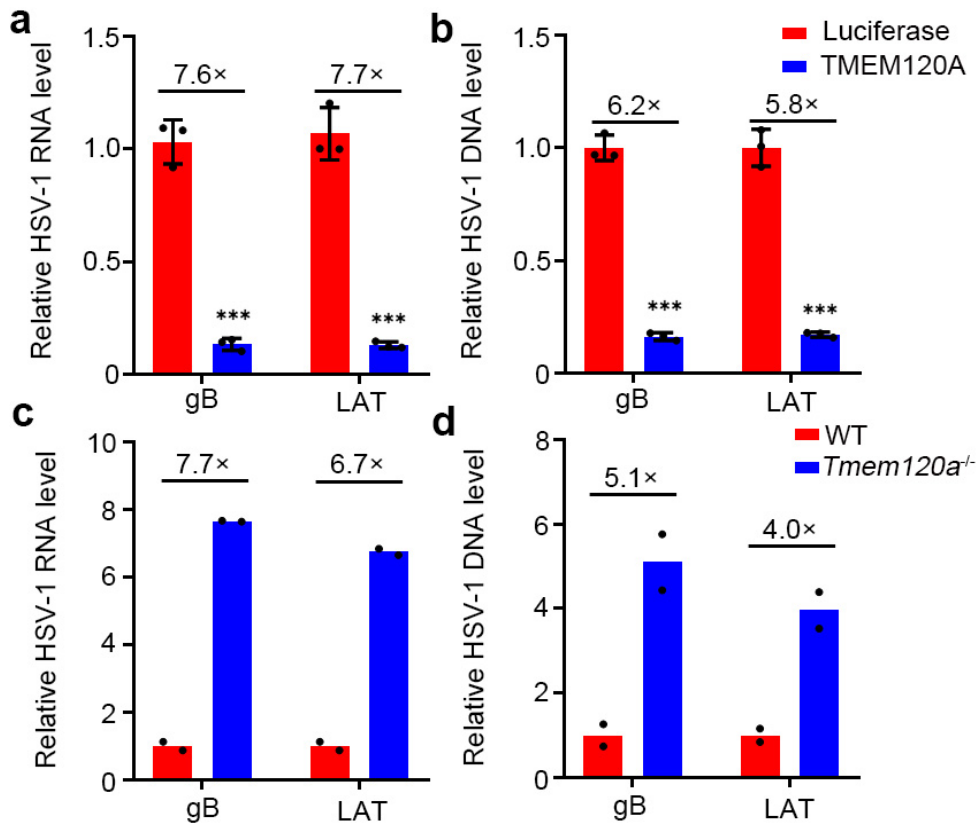 a
Relative HSV-1 RNA level
1.5
1.0
0.5
0
7.6×
7.7×
***
***
gB
LAT
b
Relative HSV-1 DNA level
1.5
1.0
0.5
0
6.2×
5.8×
***
***
gB
LAT
Luciferase
TMEM120A
c
Relative HSV-1 RNA level
10
8
6
4
2
0
7.7×
6.7×
gB
LAT
d
Relative HSV-1 DNA level
8
6
4
2
0
5.1×
4.0×
gB
LAT
WT
Tmem120a-/-